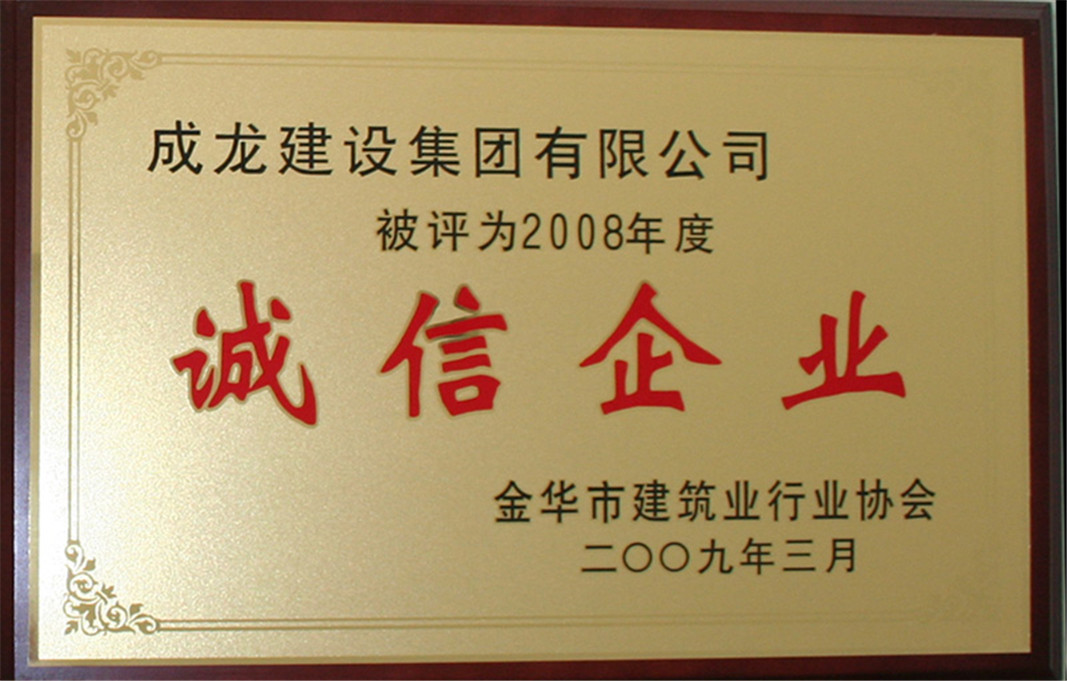 成龙建设集团有限公司
被评为2008年度
诚信企业
金华市建筑业行业协会
二〇〇九年三月